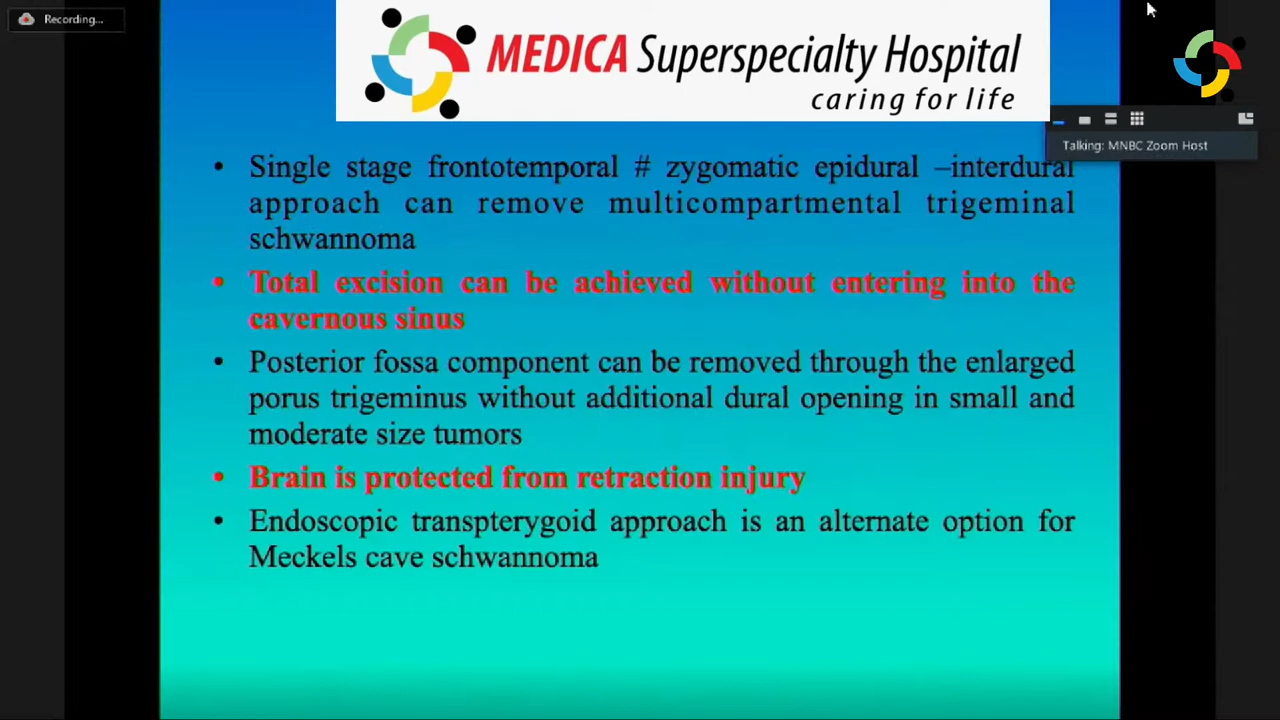 Recording...
MEDICA Superspecialty Hospital
caring for life
Talking: MNBC Zoom Host
• Single stage frontotemporal # zygomatic epidural –interdural
approach can remove multicompartmental trigeminal
schwannoma
• Total excision can be achieved without entering into the
cavernous sinus
• Posterior fossa component can be removed through the enlarged
porus trigeminus without additional dural opening in small and
moderate size tumors
• Brain is protected from retraction injury
• Endoscopic transpterygoid approach is an alternate option for
Meckels cave schwannoma